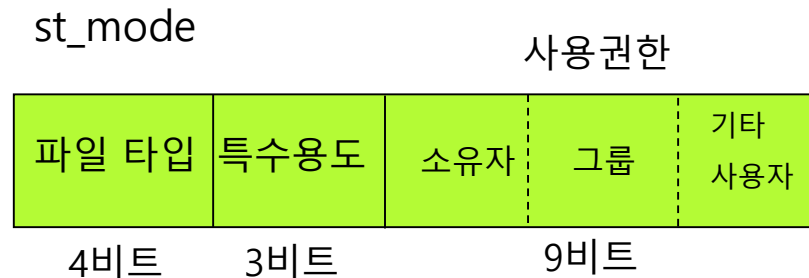 st_mode
사용권한
파일 타입
특수용도
소유자
그룹
기타
사용자
4비트
3비트
9비트